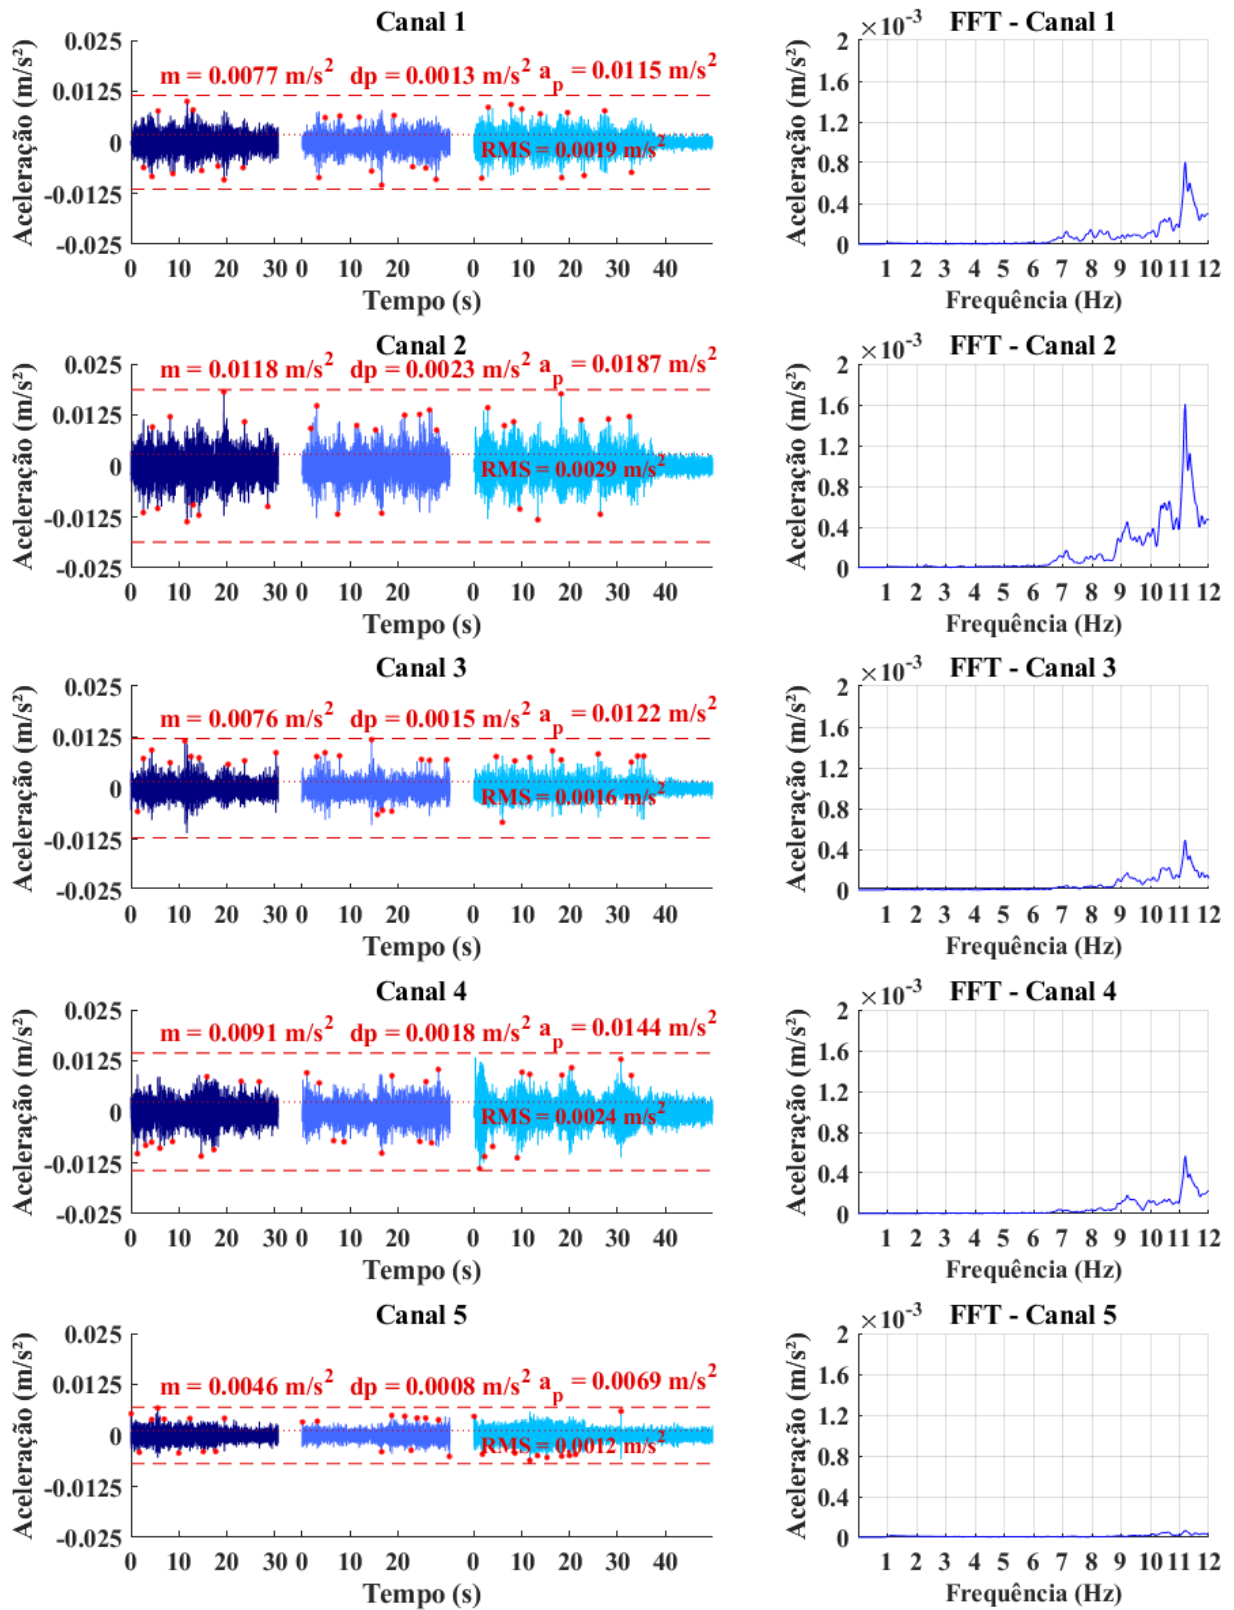 Canal 1
0.025
0.0125
0
-0.0125
-0.025
Aceleração (m/s²)
m = 0.0077 m/s² dp = 0.0013 m/s² aₚ = 0.0115 m/s²
RMS = 0.0019 m/s²
0 10 20 30 0 10 20 0 10 20 30 40
Tempo (s)
FFT - Canal 1
×10⁻³
2
1.6
1.2
0.8
0.4
0
Aceleração (m/s²)
1 2 3 4 5 6 7 8 9 10 11 12
Frequência (Hz)
Canal 2
0.025
0.0125
0
-0.0125
-0.025
Aceleração (m/s²)
m = 0.0118 m/s² dp = 0.0023 m/s² aₚ = 0.0187 m/s²
RMS = 0.0029 m/s²
0 10 20 30 0 10 20 0 10 20 30 40
Tempo (s)
FFT - Canal 2
×10⁻³
2
1.6
1.2
0.8
0.4
0
Aceleração (m/s²)
1 2 3 4 5 6 7 8 9 10 11 12
Frequência (Hz)
Canal 3
0.025
0.0125
0
-0.0125
-0.025
Aceleração (m/s²)
m = 0.0076 m/s² dp = 0.0015 m/s² aₚ = 0.0122 m/s²
RMS = 0.0016 m/s²
0 10 20 30 0 10 20 0 10 20 30 40
Tempo (s)
FFT - Canal 3
×10⁻³
2
1.6
1.2
0.8
0.4
0
Aceleração (m/s²)
1 2 3 4 5 6 7 8 9 10 11 12
Frequência (Hz)
Canal 4
0.025
0.0125
0
-0.0125
-0.025
Aceleração (m/s²)
m = 0.0091 m/s² dp = 0.0018 m/s² aₚ = 0.0144 m/s²
RMS = 0.0024 m/s²
0 10 20 30 0 10 20 0 10 20 30 40
Tempo (s)
FFT - Canal 4
×10⁻³
2
1.6
1.2
0.8
0.4
0
Aceleração (m/s²)
1 2 3 4 5 6 7 8 9 10 11 12
Frequência (Hz)
Canal 5
0.025
0.0125
0
-0.0125
-0.025
Aceleração (m/s²)
m = 0.0046 m/s² dp = 0.0008 m/s² aₚ = 0.0069 m/s²
RMS = 0.0012 m/s²
0 10 20 30 0 10 20 0 10 20 30 40
Tempo (s)
FFT - Canal 5
×10⁻³
2
1.6
1.2
0.8
0.4
0
Aceleração (m/s²)
1 2 3 4 5 6 7 8 9 10 11 12
Frequência (Hz)